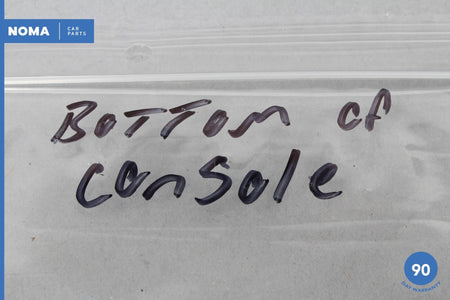 NOMA
CAR
PARTS
BoTTom of
console
90
DAY WARRANTY